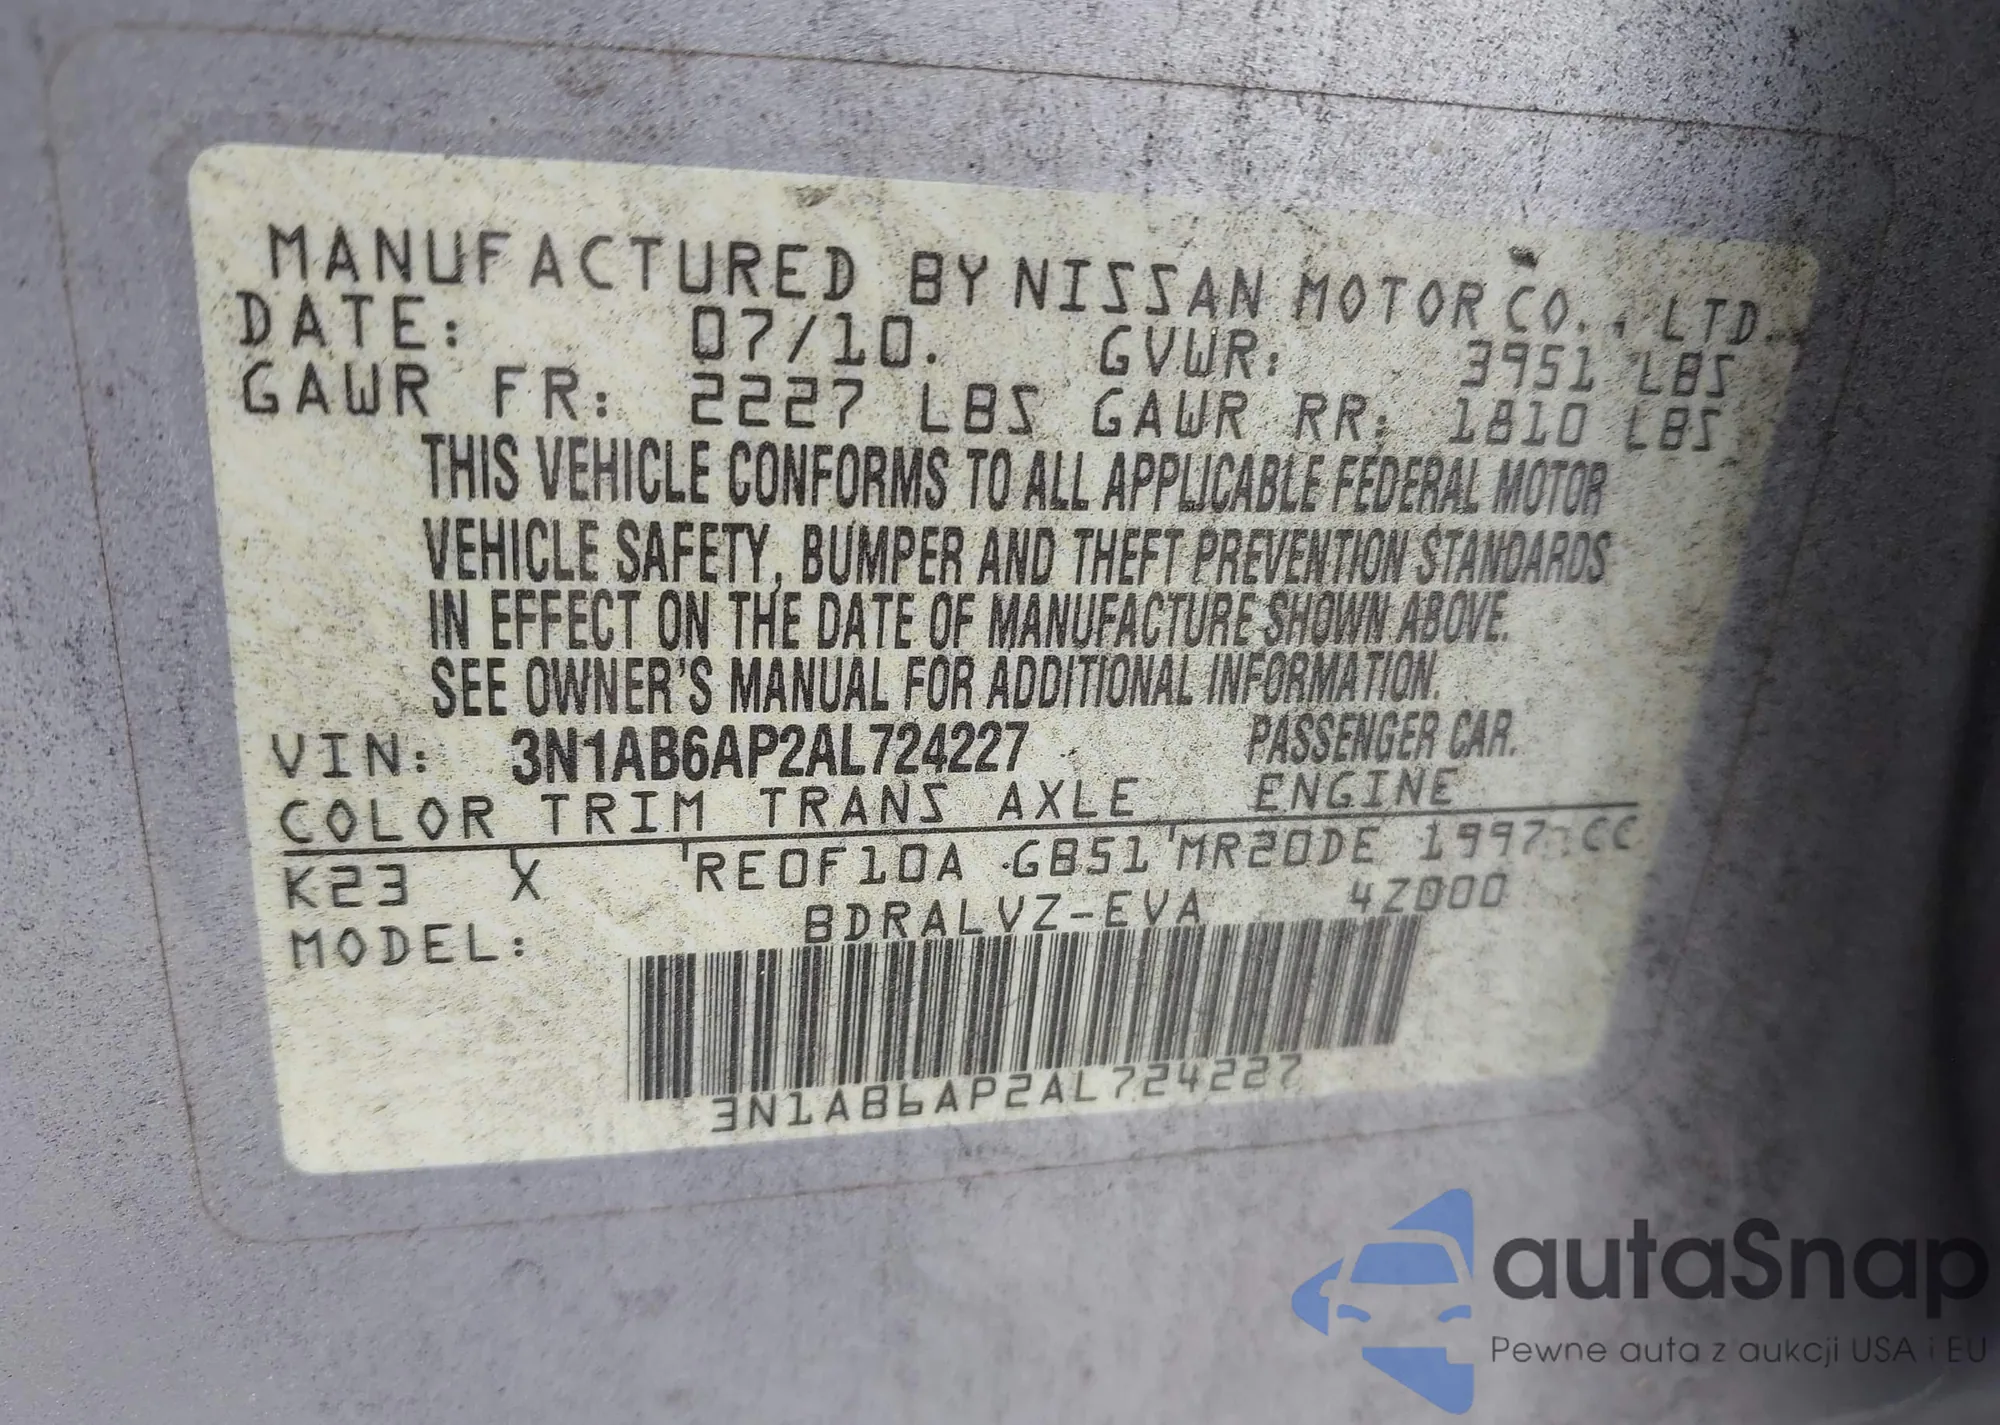 MANUFACTURED BY NISSAN MOTOR CO., LTD.
DATE: 07/10. GVWR: 3951 LBS
GAWR FR: 2227 LBS GAWR RR: 1810 LBS
THIS VEHICLE CONFORMS TO ALL APPLICABLE FEDERAL MOTOR
VEHICLE SAFETY, BUMPER AND THEFT PREVENTION STANDARDS
IN EFFECT ON THE DATE OF MANUFACTURE SHOWN ABOVE.
SEE OWNER'S MANUAL FOR ADDITIONAL INFORMATION.
VIN: 3N1AB6AP2AL724227 PASSENGER CAR.
COLOR TRIM TRANS AXLE ENGINE
K23 X RE0F10A GB51 MR20DE 1997 CC
MODEL: BDRALVZ-EVA 4Z000
3N1AB6AP2AL724227
autaSnap
Pewne auta z aukcji USA i EU